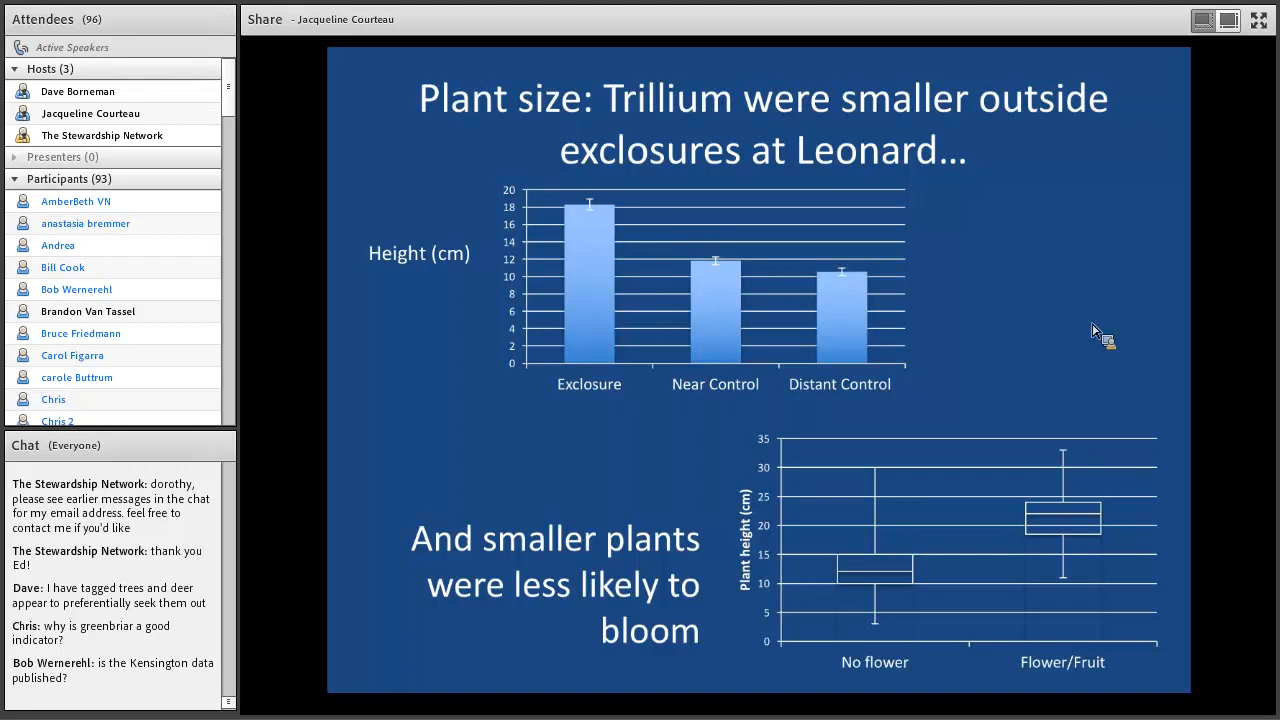 Attendees (96)
Active Speakers
Hosts (3)
Dave Borneman
Jacqueline Courteau
The Stewardship Network
Presenters (0)
Participants (93)
AmberBeth VN
anastasia bremmer
Andrea
Bill Cook
Bob Wernerehl
Brandon Van Tassel
Bruce Friedmann
Carol Figarra
carole Buttrum
Chris
Chris 2
Chat (Everyone)
The Stewardship Network: dorothy,
please see earlier messages in the chat
for my email address. feel free to
contact me if you'd like
The Stewardship Network: thank you
Ed!
Dave: I have tagged trees and deer
appear to preferentially seek them out
Chris: why is greenbriar a good
indicator?
Bob Wernerehl: is the Kensington data
published?
Share - Jacqueline Courteau
Plant size: Trillium were smaller outside
exclosures at Leonard...
Height (cm)
20
18
16
14
12
10
8
6
4
2
0
Exclosure Near Control Distant Control
And smaller plants
were less likely to
bloom
Plant height (cm)
35
30
25
20
15
10
5
0
No flower Flower/Fruit